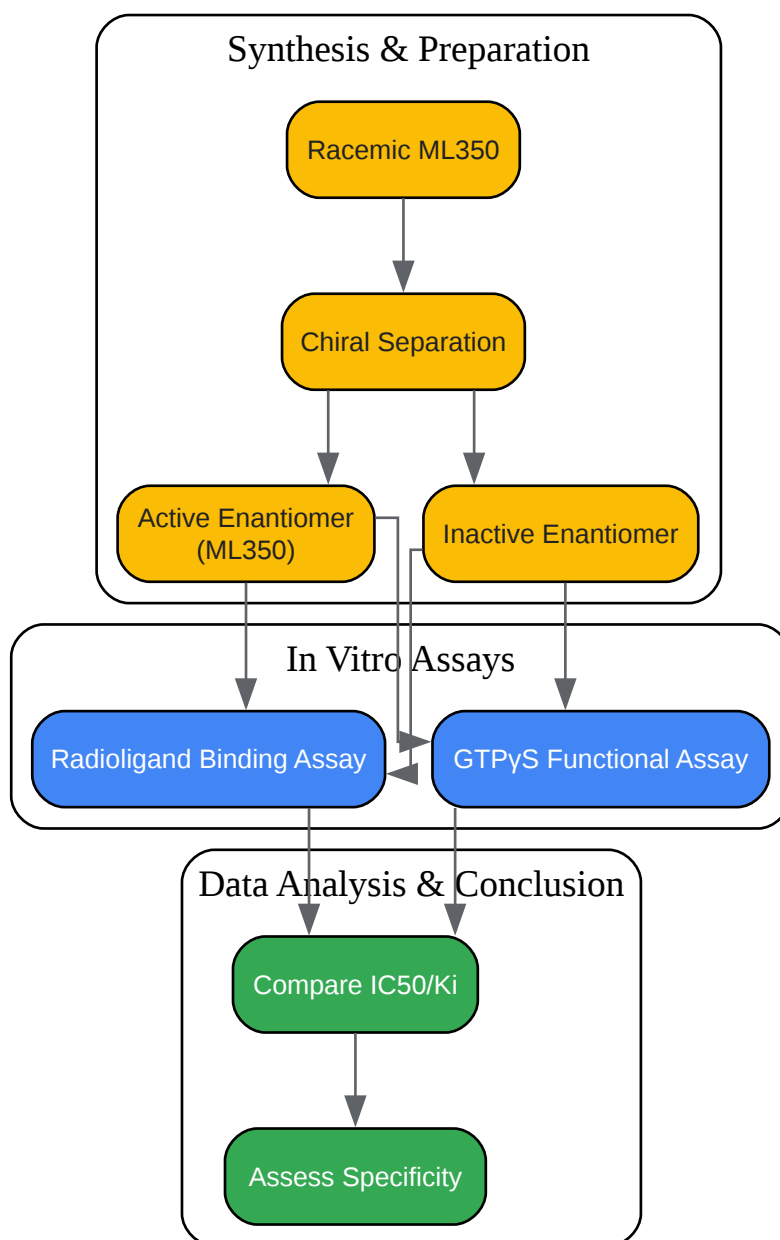 Synthesis & Preparation
Racemic ML350
Chiral Separation
Active Enantiomer
(ML350)
Inactive Enantiomer
In Vitro Assays
Radioligand Binding Assay
GTPγS Functional Assay
Data Analysis & Conclusion
Compare IC50/Ki
Assess Specificity